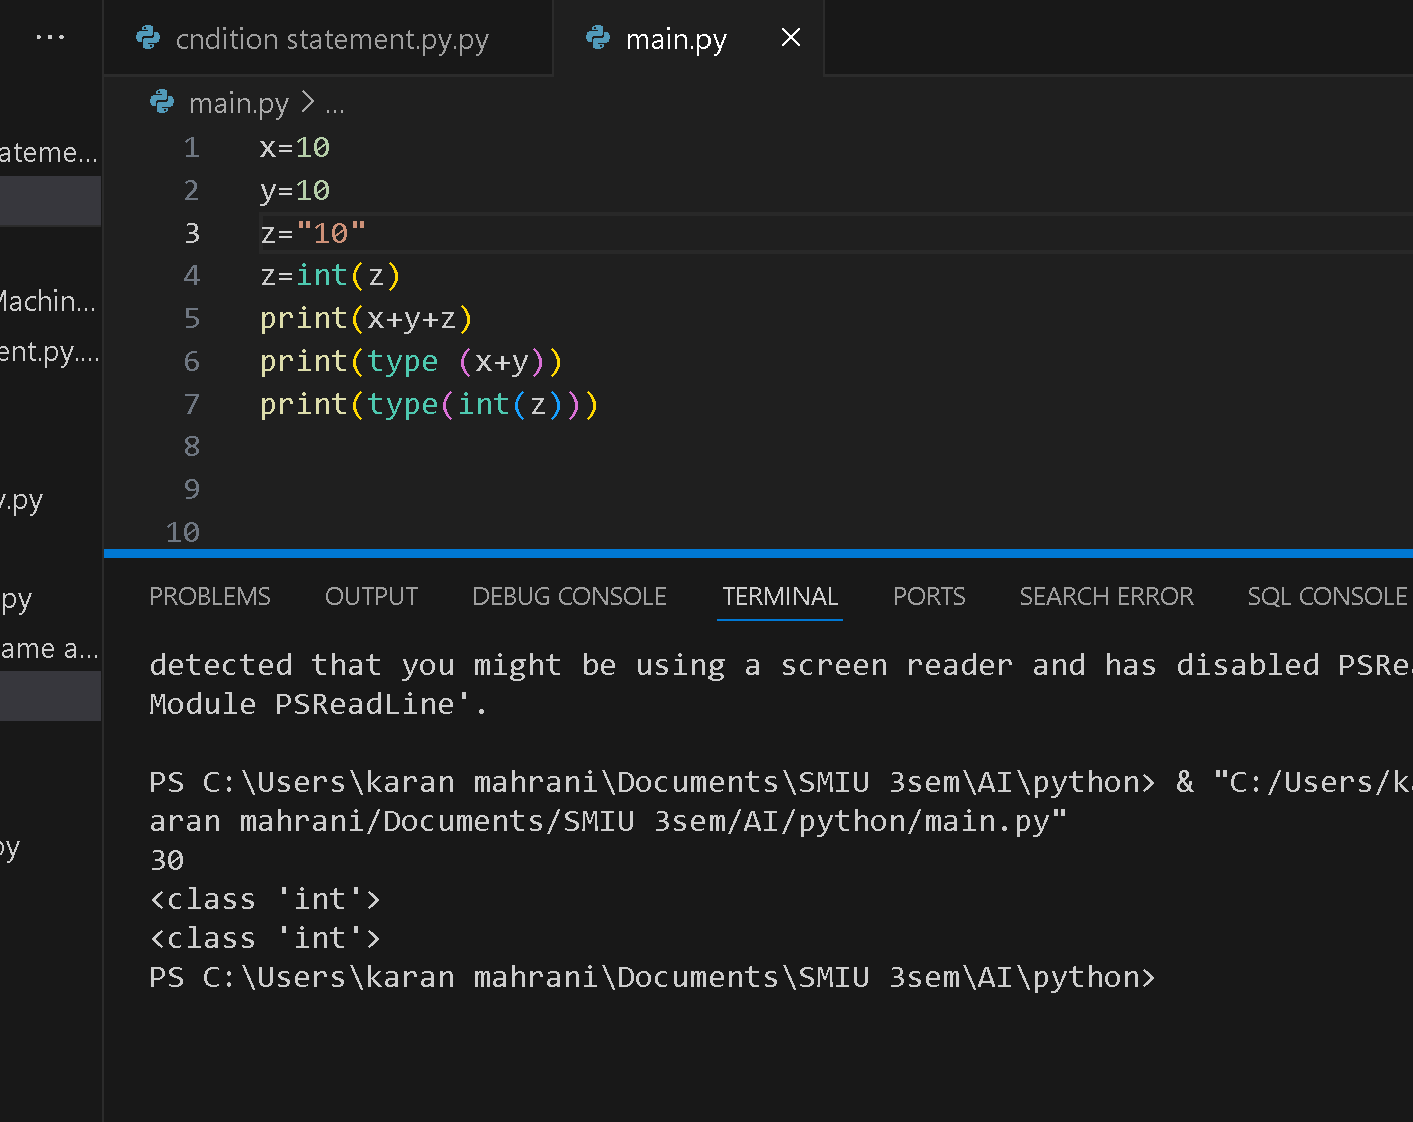 ...
cndition statement.py.py
main.py
main.py > ...
ateme...
Machin...
ent.py....
y.py
py
ame a...
py
1 x=10
2 y=10
3 z="10"
4 z=int(z)
5 print(x+y+z)
6 print(type (x+y))
7 print(type(int(z)))
8
9
10
PROBLEMS OUTPUT DEBUG CONSOLE TERMINAL PORTS SEARCH ERROR SQL CONSOLE
detected that you might be using a screen reader and has disabled PSRea
Module PSReadLine'.
PS C:\Users\karan mahrani\Documents\SMIU 3sem\AI\python> & "C:/Users/ka
aran mahrani/Documents/SMIU 3sem/AI/python/main.py"
30
<class 'int'>
<class 'int'>
PS C:\Users\karan mahrani\Documents\SMIU 3sem\AI\python>